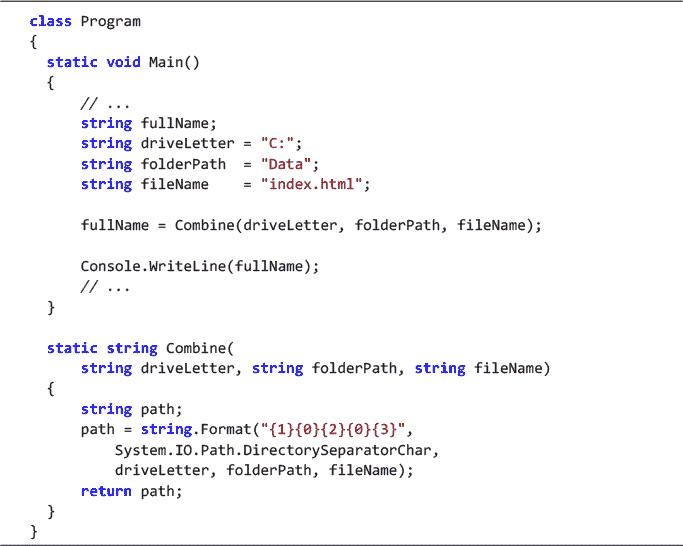 class Program
{
  static void Main()
  {
      // ...
      string fullName;
      string driveLetter = "C:";
      string folderPath  = "Data";
      string fileName    = "index.html";

      fullName = Combine(driveLetter, folderPath, fileName);

      Console.WriteLine(fullName);
      // ...
  }

  static string Combine(
      string driveLetter, string folderPath, string fileName)
  {
      string path;
      path = string.Format("{1}{0}{2}{0}{3}",
          System.IO.Path.DirectorySeparatorChar,
          driveLetter, folderPath, fileName);
      return path;
  }
}